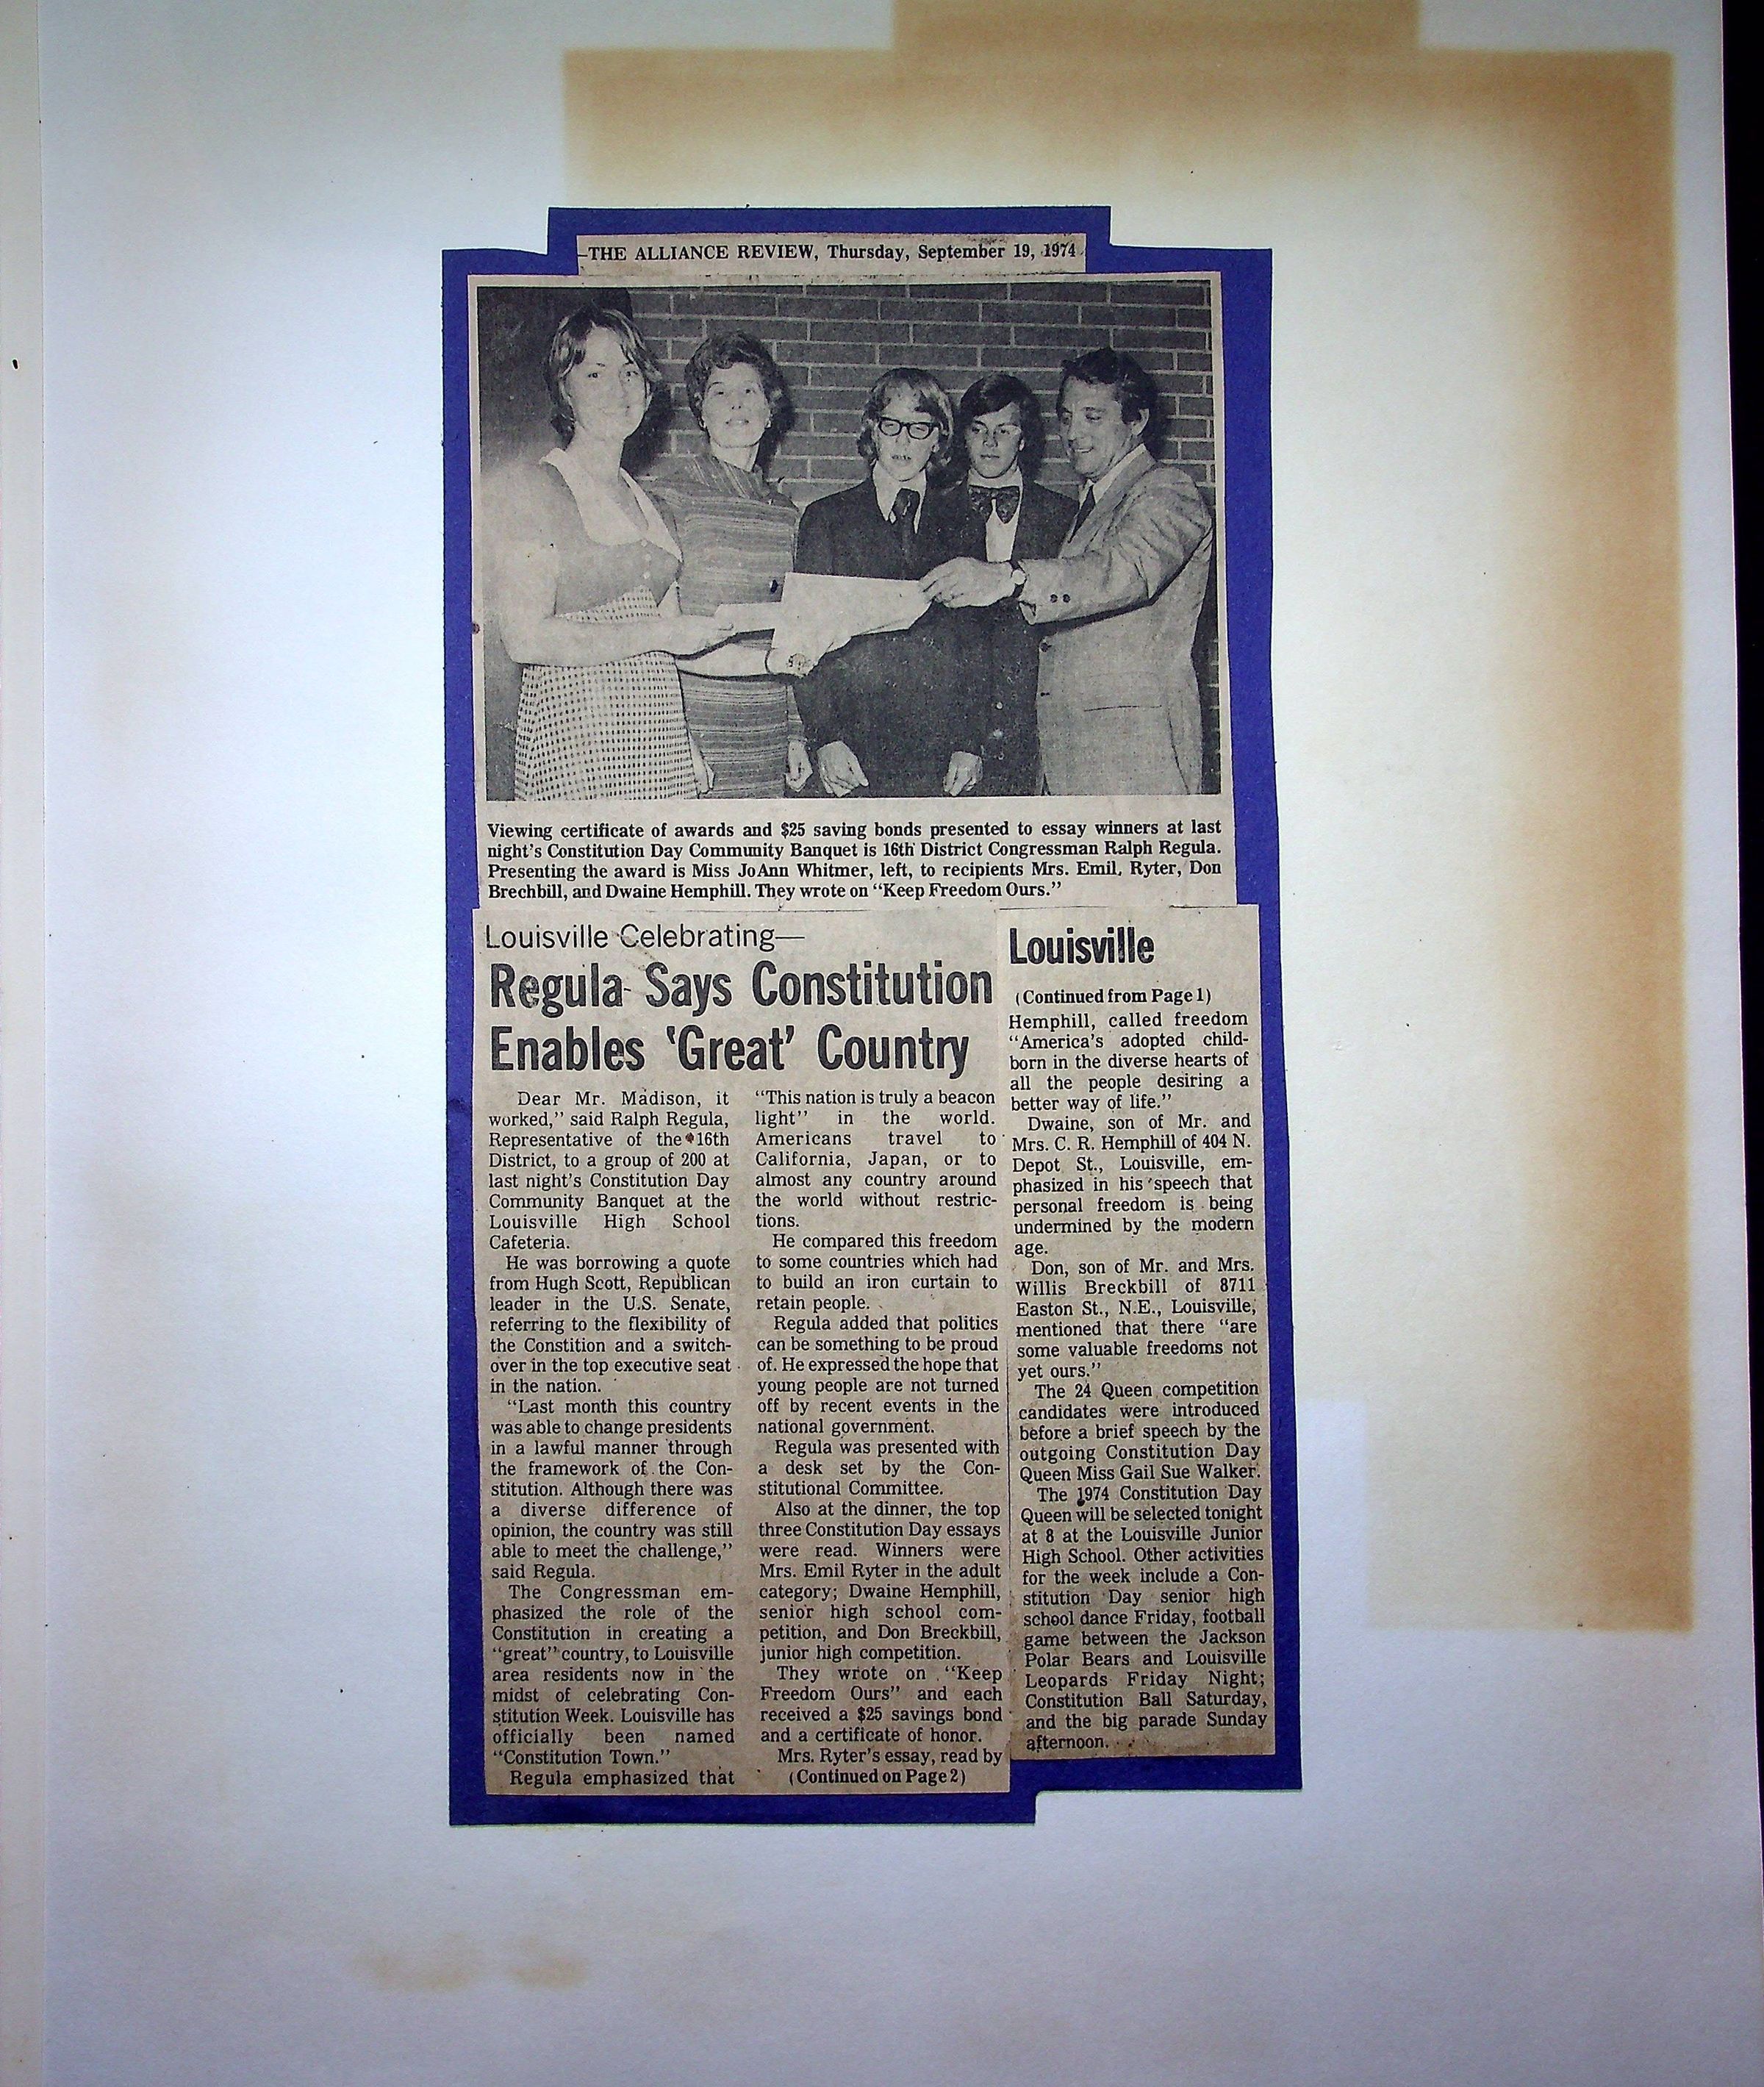 —THE ALLIANCE REVIEW, Thursday, September 19, 1974
Viewing certificate of awards and $25 saving bonds presented to essay winners at last
night's Constitution Day Community Banquet is 16th District Congressman Ralph Regula.
Presenting the award is Miss JoAnn Whitmer, left, to recipients Mrs. Emil, Ryter, Don
Brechbill, and Dwaine Hemphill. They wrote on "Keep Freedom Ours."
Louisville Celebrating—
Regula Says Constitution
Enables 'Great' Country
Dear Mr. Madison, it
worked," said Ralph Regula,
Representative of the 16th
District, to a group of 200 at
last night's Constitution Day
Community Banquet at the
Louisville High School
Cafeteria.
He was borrowing a quote
from Hugh Scott, Republican
leader in the U.S. Senate,
referring to the flexibility of
the Constition and a switch-
over in the top executive seat
in the nation.
"Last month this country
was able to change presidents
in a lawful manner through
the framework of the Con-
stitution. Although there was
a diverse difference of
opinion, the country was still
able to meet the challenge,"
said Regula.
The Congressman em-
phasized the role of the
Constitution in creating a
"great" country, to Louisville
area residents now in the
midst of celebrating Con-
stitution Week. Louisville has
officially been named
"Constitution Town."
Regula emphasized that
"This nation is truly a beacon
light" in the world.
Americans travel to
California, Japan, or to
almost any country around
the world without restric-
tions.
He compared this freedom
to some countries which had
to build an iron curtain to
retain people.
Regula added that politics
can be something to be proud
of. He expressed the hope that
young people are not turned
off by recent events in the
national government.
Regula was presented with
a desk set by the Con-
stitutional Committee.
Also at the dinner, the top
three Constitution Day essays
were read. Winners were
Mrs. Emil Ryter in the adult
category; Dwaine Hemphill,
senior high school com-
petition, and Don Breckbill,
junior high competition.
They wrote on "Keep
Freedom Ours" and each
received a $25 savings bond
and a certificate of honor.
Mrs. Ryter's essay, read by
(Continued on Page 2)
Louisville
(Continued from Page 1)
Hemphill, called freedom
"America's adopted child-
born in the diverse hearts of
all the people desiring a
better way of life."
Dwaine, son of Mr. and
Mrs. C. R. Hemphill of 404 N.
Depot St., Louisville, em-
phasized in his speech that
personal freedom is being
undermined by the modern
age.
Don, son of Mr. and Mrs.
Willis Breckbill of 8711
Easton St., N.E., Louisville,
mentioned that there "are
some valuable freedoms not
yet ours."
The 24 Queen competition
candidates were introduced
before a brief speech by the
outgoing Constitution Day
Queen Miss Gail Sue Walker.
The 1974 Constitution Day
Queen will be selected tonight
at 8 at the Louisville Junior
High School. Other activities
for the week include a Con-
stitution Day senior high
school dance Friday, football
game between the Jackson
Polar Bears and Louisville
Leopards Friday Night;
Constitution Ball Saturday,
and the big parade Sunday
afternoon.